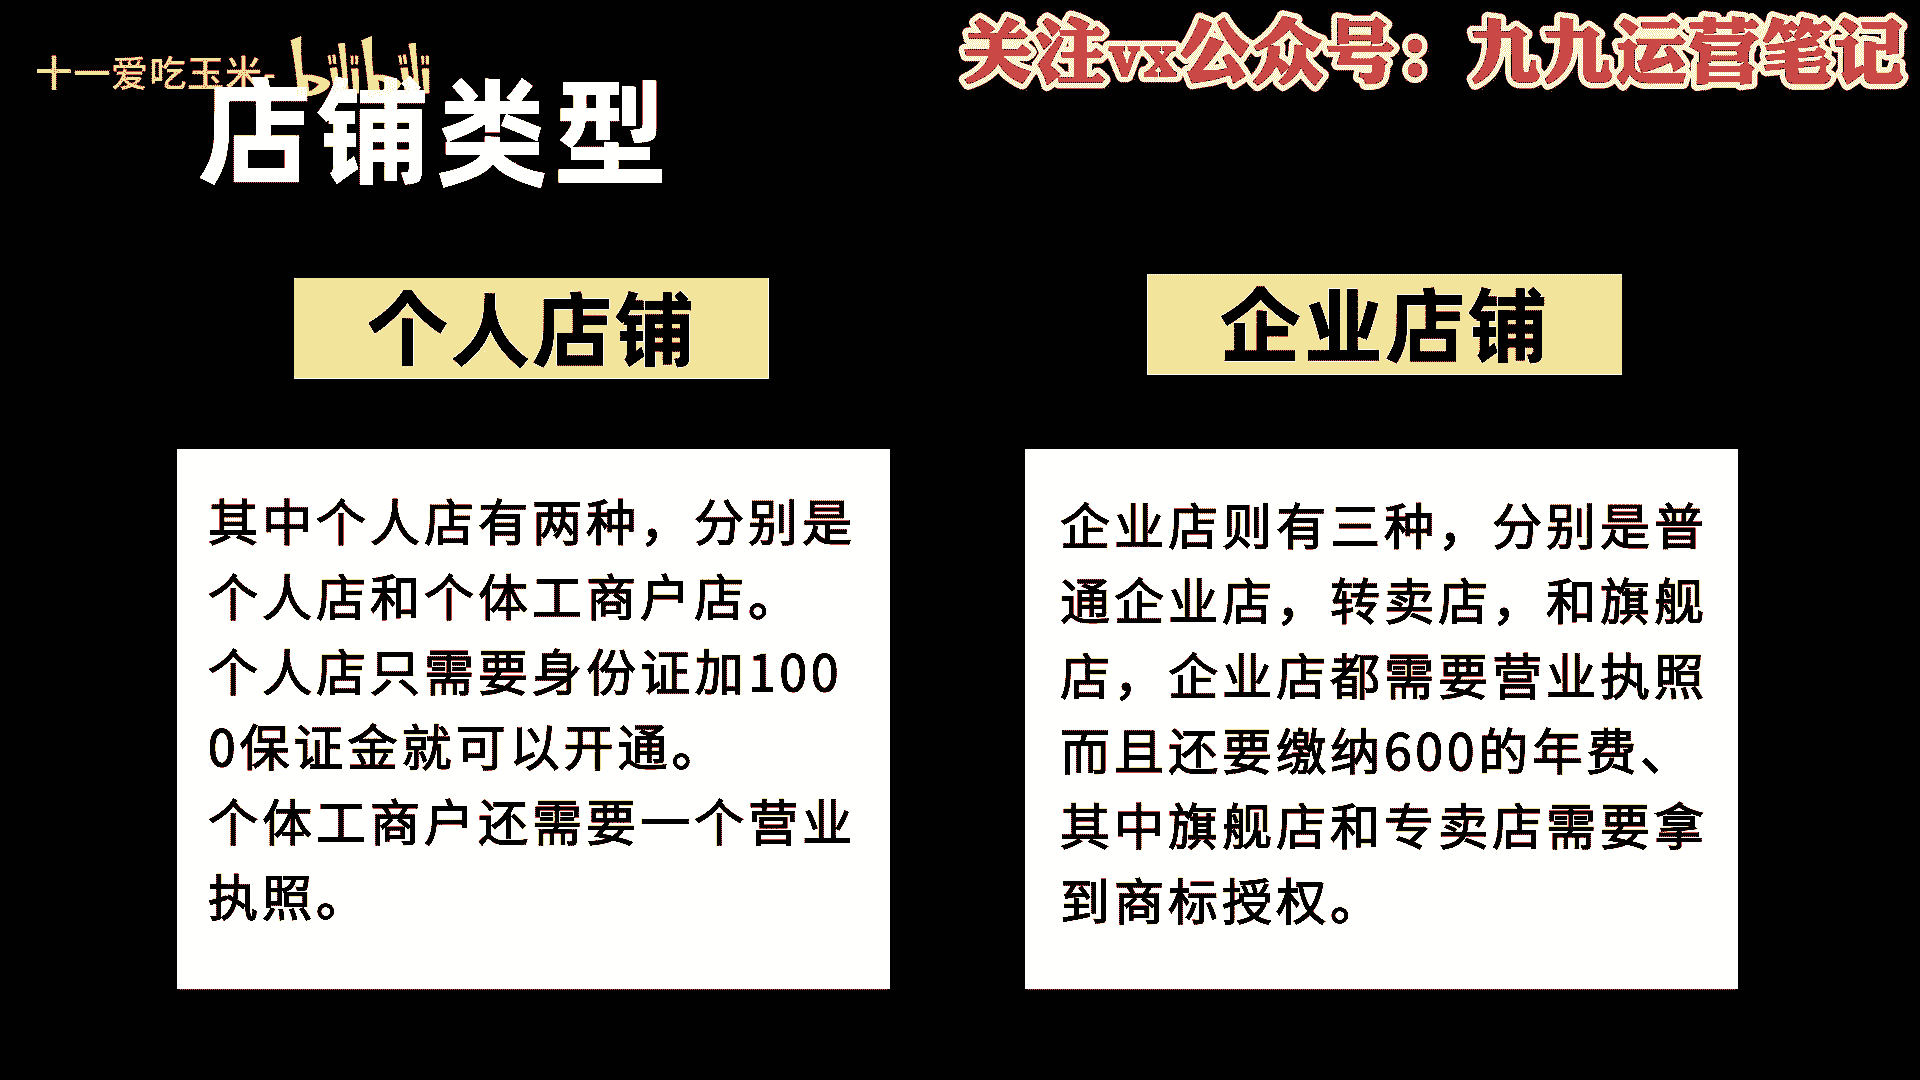 十一爱吃玉米- bilibili
关注vx公众号：九九运营笔记
店铺类型
个人店铺
其中个人店有两种，分别是
个人店和个体工商户店。
个人店只需要身份证加100
0保证金就可以开通。
个体工商户还需要一个营业
执照。
企业店铺
企业店则有三种，分别是普
通企业店，转卖店，和旗舰
店，企业店都需要营业执照
而且还要缴纳600的年费、
其中旗舰店和专卖店需要拿
到商标授权。